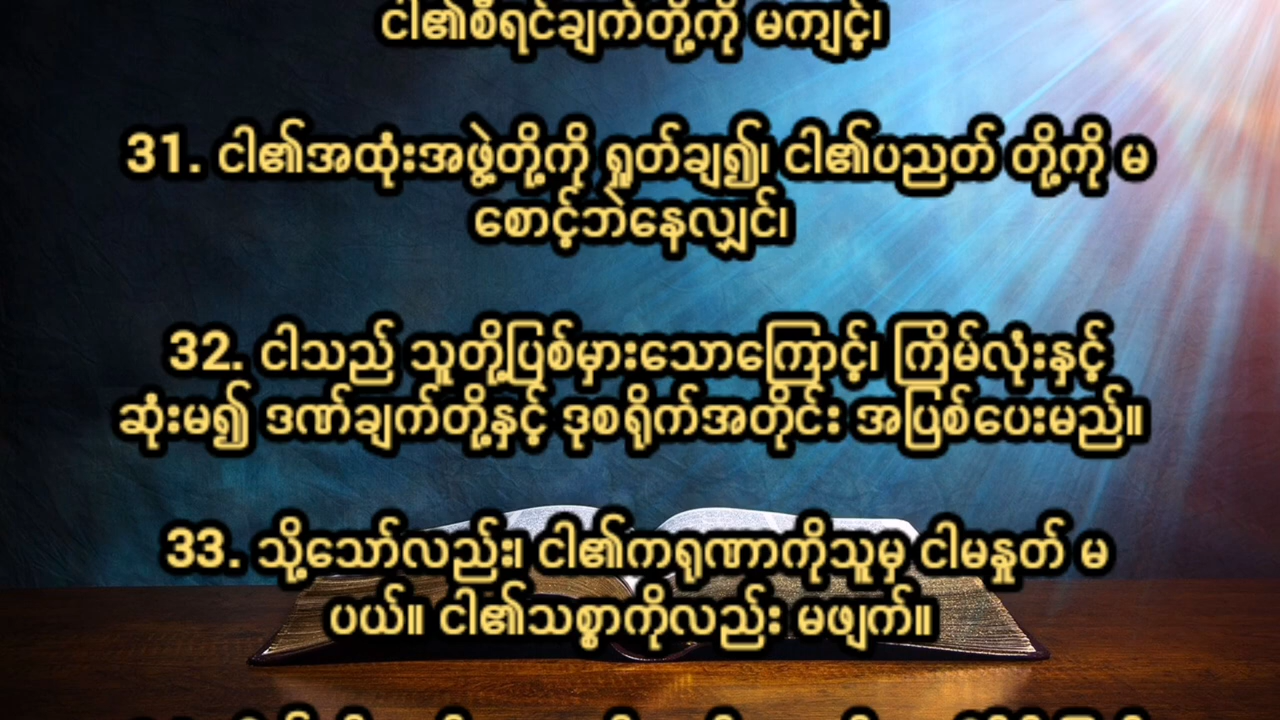 ငါ၏စီရင်ချက်တို့ကို မကျင့်၊
31. ငါ၏အထုံးအဖွဲ့တို့ကို ရှုတ်ချ၍၊ ငါ၏ပညတ် တို့ကို မ
စောင့်ဘဲနေလျှင်၊
32. ငါသည် သူတို့ပြစ်မှားသောကြောင့်၊ ကြိမ်လုံးနှင့်
ဆုံးမ၍ ဒဏ်ချက်တို့နှင့် ဒုစရိုက်အတိုင်း အပြစ်ပေးမည်။
33. သို့သော်လည်း၊ ငါ၏ကရုဏာကိုသူမှ ငါမနှုတ် မ
ပယ်။ ငါ၏သစ္စာကိုလည်း မဖျက်။